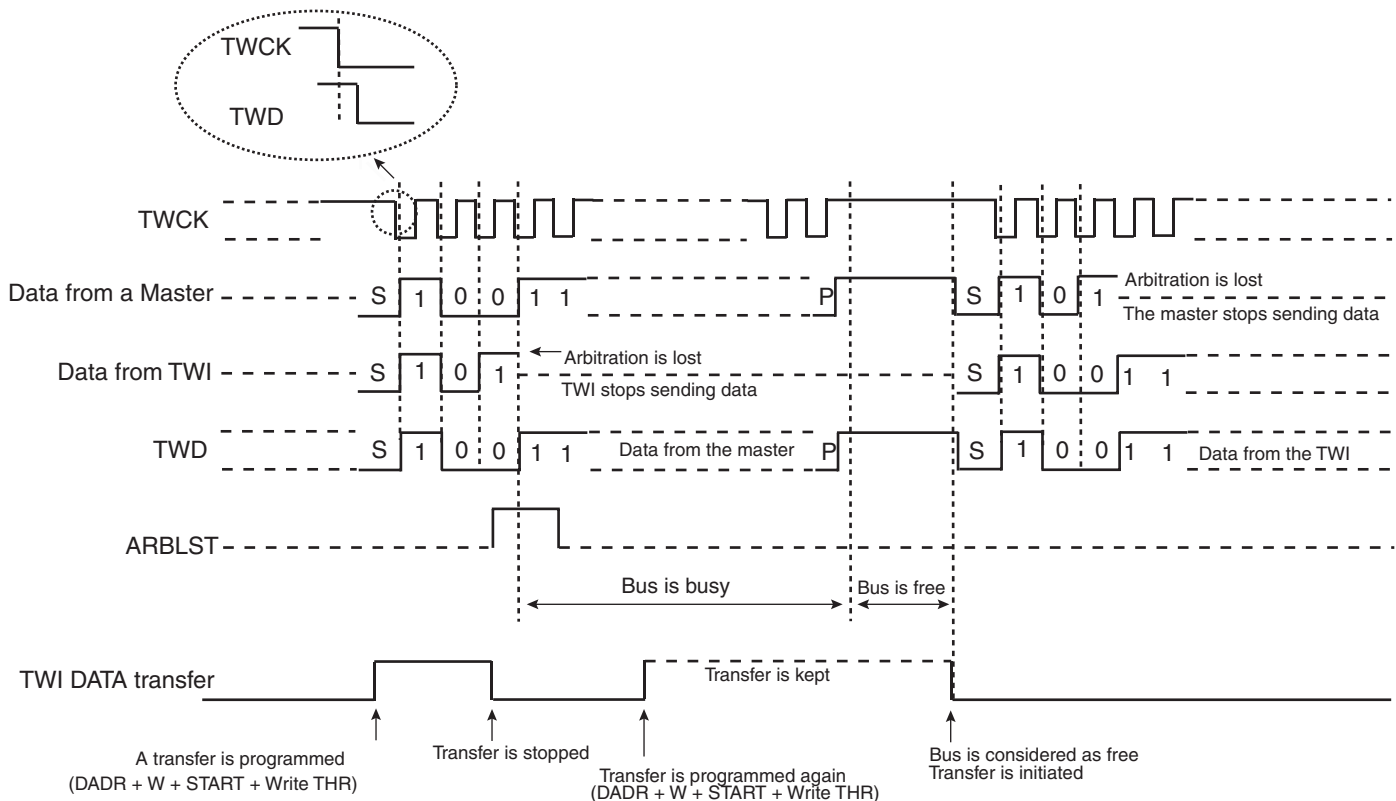 TWCK
TWD
TWCK
Data from a Master S 1 0 0 1 1 P S 1 0 1 Arbitration is lost
The master stops sending data
Data from TWI S 1 0 1 Arbitration is lost S 1 0 0 1 1
TWI stops sending data
TWD S 1 0 0 1 1 Data from the master P S 1 0 0 1 1 Data from the TWI
ARBLST
Bus is busy Bus is free
TWI DATA transfer Transfer is kept
A transfer is programmed
(DADR + W + START + Write THR)
Transfer is stopped
Transfer is programmed again
(DADR + W + START + Write THR)
Bus is considered as free
Transfer is initiated